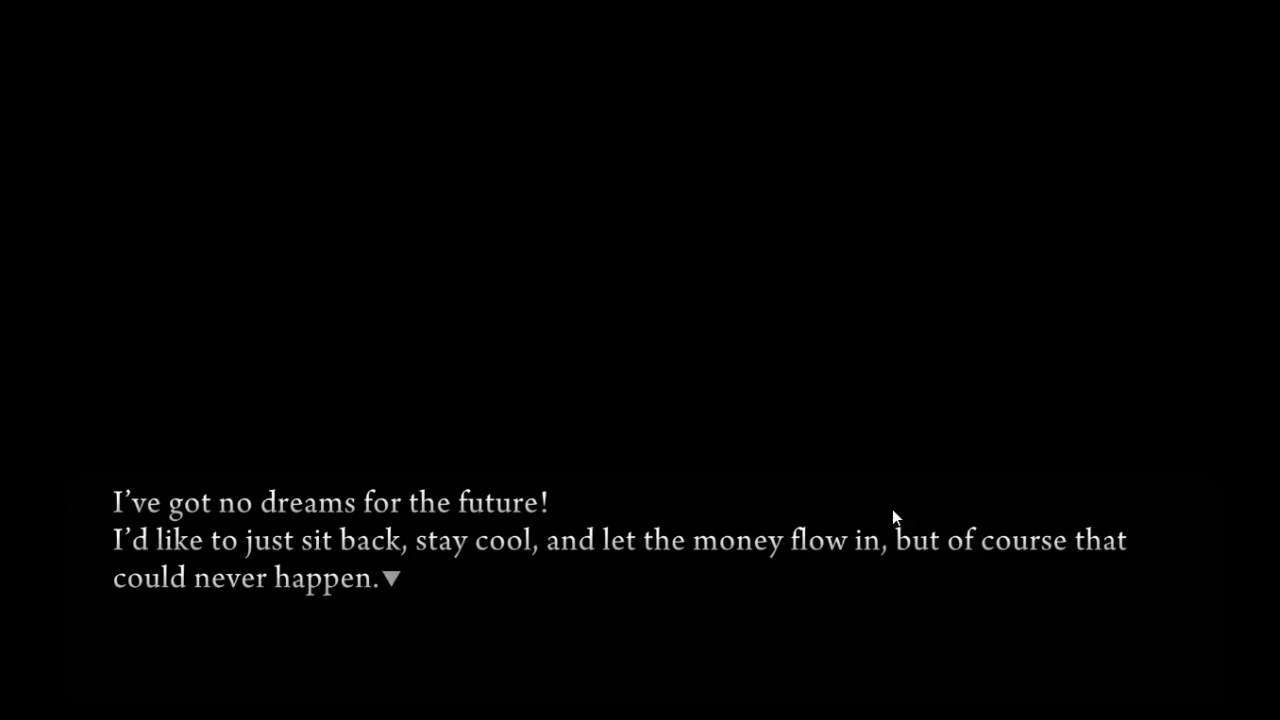 I’ve got no dreams for the future!
I’d like to just sit back, stay cool, and let the money flow in, but of course that
could never happen.▼